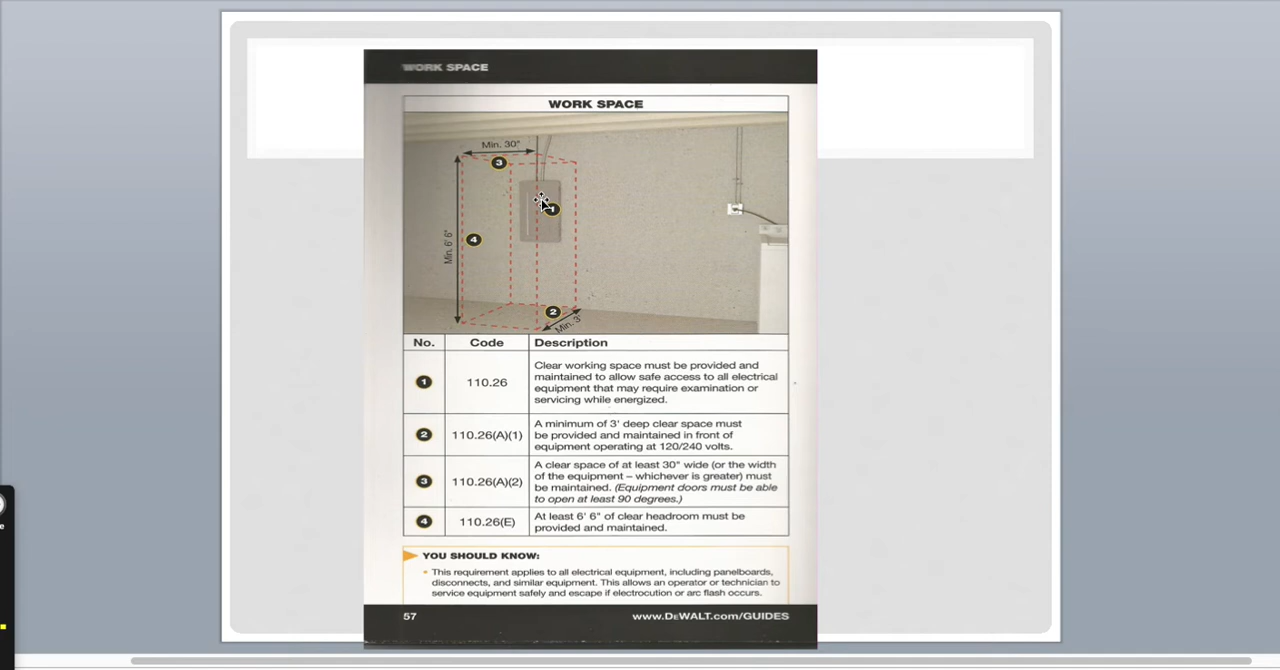 WORK SPACE
WORK SPACE
Min. 30"
3
1
4
Min. 6' 6"
2
Min. 3'
No. Code Description
1 110.26 Clear working space must be provided and
maintained to allow safe access to all electrical
equipment that may require examination or
servicing while energized.
2 110.26(A)(1) A minimum of 3' deep clear space must
be provided and maintained in front of
equipment operating at 120/240 volts.
3 110.26(A)(2) A clear space of at least 30" wide (or the width
of the equipment – whichever is greater) must
be maintained. (Equipment doors must be able
to open at least 90 degrees.)
4 110.26(E) At least 6' 6" of clear headroom must be
provided and maintained.
YOU SHOULD KNOW:
• This requirement applies to all electrical equipment, including panelboards,
disconnects, and similar equipment. This allows an operator or technician to
service equipment safely and escape if electrocution or arc flash occurs.
57 www.DEWALT.com/GUIDES
e